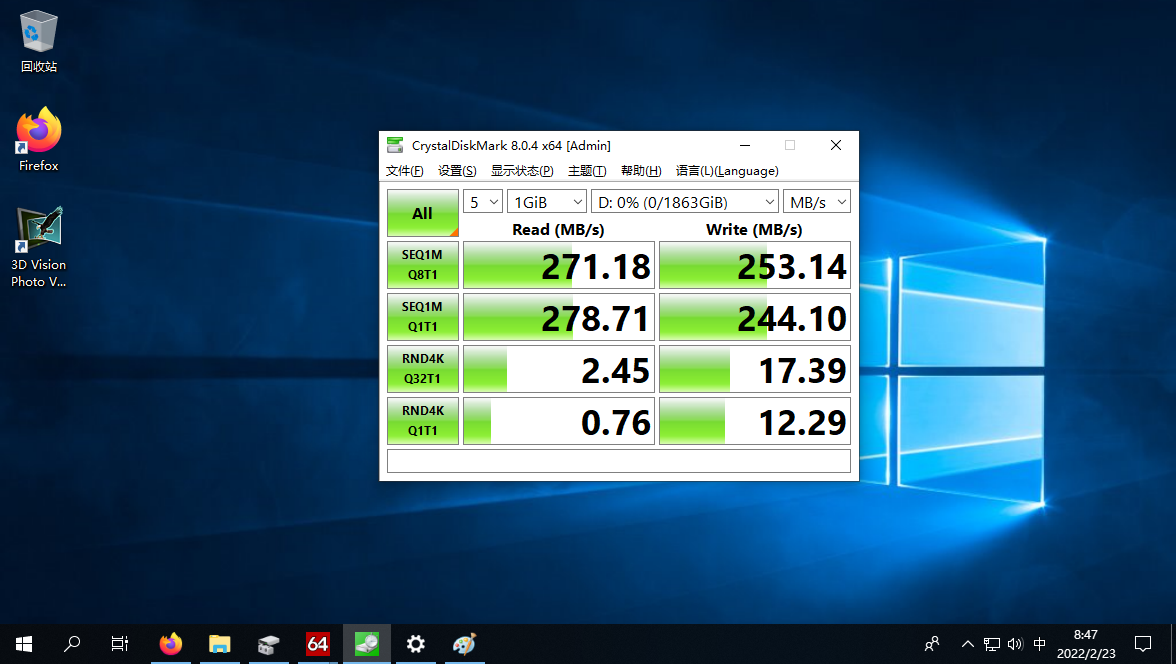 回收站
Firefox
3D Vision
Photo V...
CrystalDiskMark 8.0.4 x64 [Admin]
文件(F) 设置(S) 显示状态(P) 主题(T) 帮助(H) 语言(L)(Language)
All 5 1GiB D: 0% (0/1863GiB) MB/s
Read (MB/s) Write (MB/s)
SEQ1M
Q8T1 271.18 253.14
SEQ1M
Q1T1 278.71 244.10
RND4K
Q32T1 2.45 17.39
RND4K
Q1T1 0.76 12.29
64 中 8:47
2022/2/23